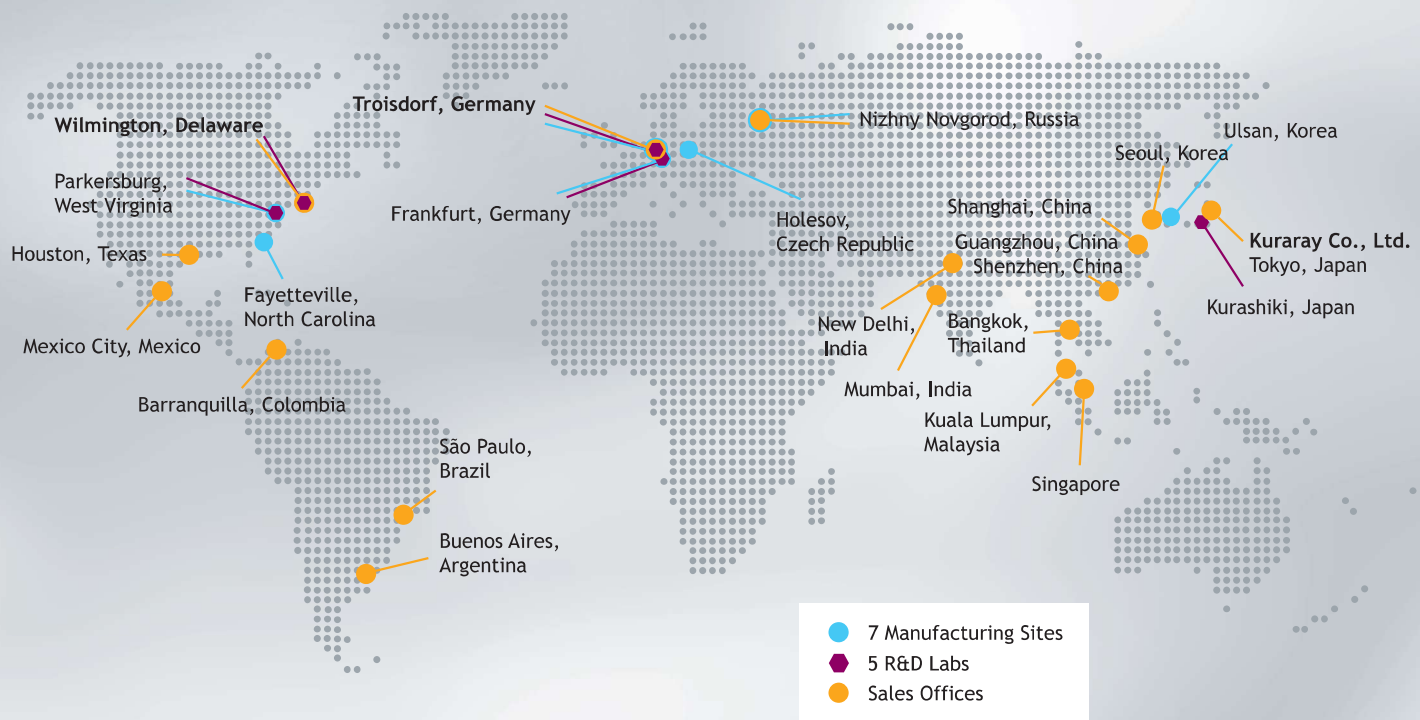 Troisdorf, Germany
Wilmington, Delaware
Nizhny Novgorod, Russia
Ulsan, Korea
Seoul, Korea
Parkersburg,
West Virginia
Frankfurt, Germany
Holesov,
Czech Republic
Shanghai, China
Guangzhou, China
Shenzhen, China
Kuraray Co., Ltd.
Tokyo, Japan
Houston, Texas
Fayetteville,
North Carolina
Kurashiki, Japan
New Delhi,
India
Bangkok,
Thailand
Mexico City, Mexico
Mumbai, India
Barranquilla, Colombia
Kuala Lumpur,
Malaysia
São Paulo,
Brazil
Singapore
Buenos Aires,
Argentina
7 Manufacturing Sites
5 R&D Labs
Sales Offices